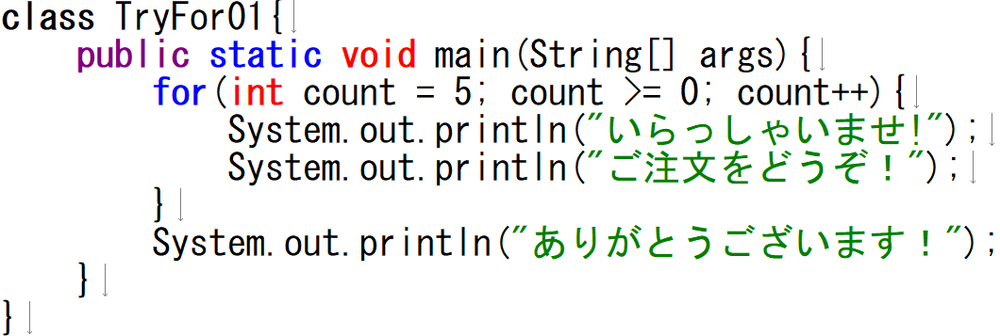 class TryFor01{↓
    public static void main(String[] args){↓
        for(int count = 5; count >= 0; count++){↓
            System.out.println("いらっしゃいませ!");↓
            System.out.println("ご注文をどうぞ！");↓
        }↓
        System.out.println("ありがとうございます！");
    }↓
}↓